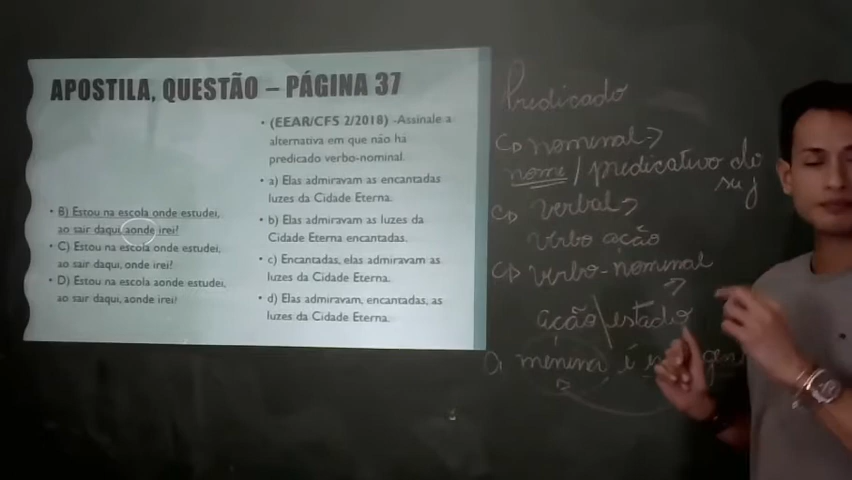 APOSTILA, QUESTÃO – PÁGINA 37
• B) Estou na escola onde estudei,
ao sair daqui, aonde irei!
• C) Estou na escola onde estudei,
ao sair daqui, onde irei!
• D) Estou na escola aonde estudei,
ao sair daqui, aonde irei!
• (EEAR/CFS 2/2018) -Assinale a
alternativa em que não há
predicado verbo-nominal.
• a) Elas admiravam as encantadas
luzes da Cidade Eterna.
• b) Elas admiravam as luzes da
Cidade Eterna encantadas.
• c) Encantadas, elas admiravam as
luzes da Cidade Eterna.
• d) Elas admiravam, encantadas, as
luzes da Cidade Eterna.
Predicado
nominal →
nome / predicativo do
suj
verbal →
verbo ação
verbo-nominal
→
ação \ estado
A menina é